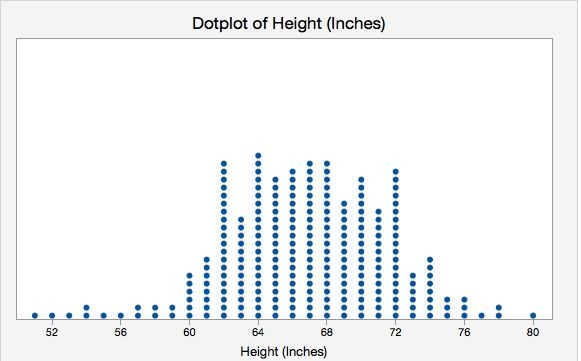 Dotplot of Height (Inches)
52 56 60 64 68 72 76 80
Height (Inches)